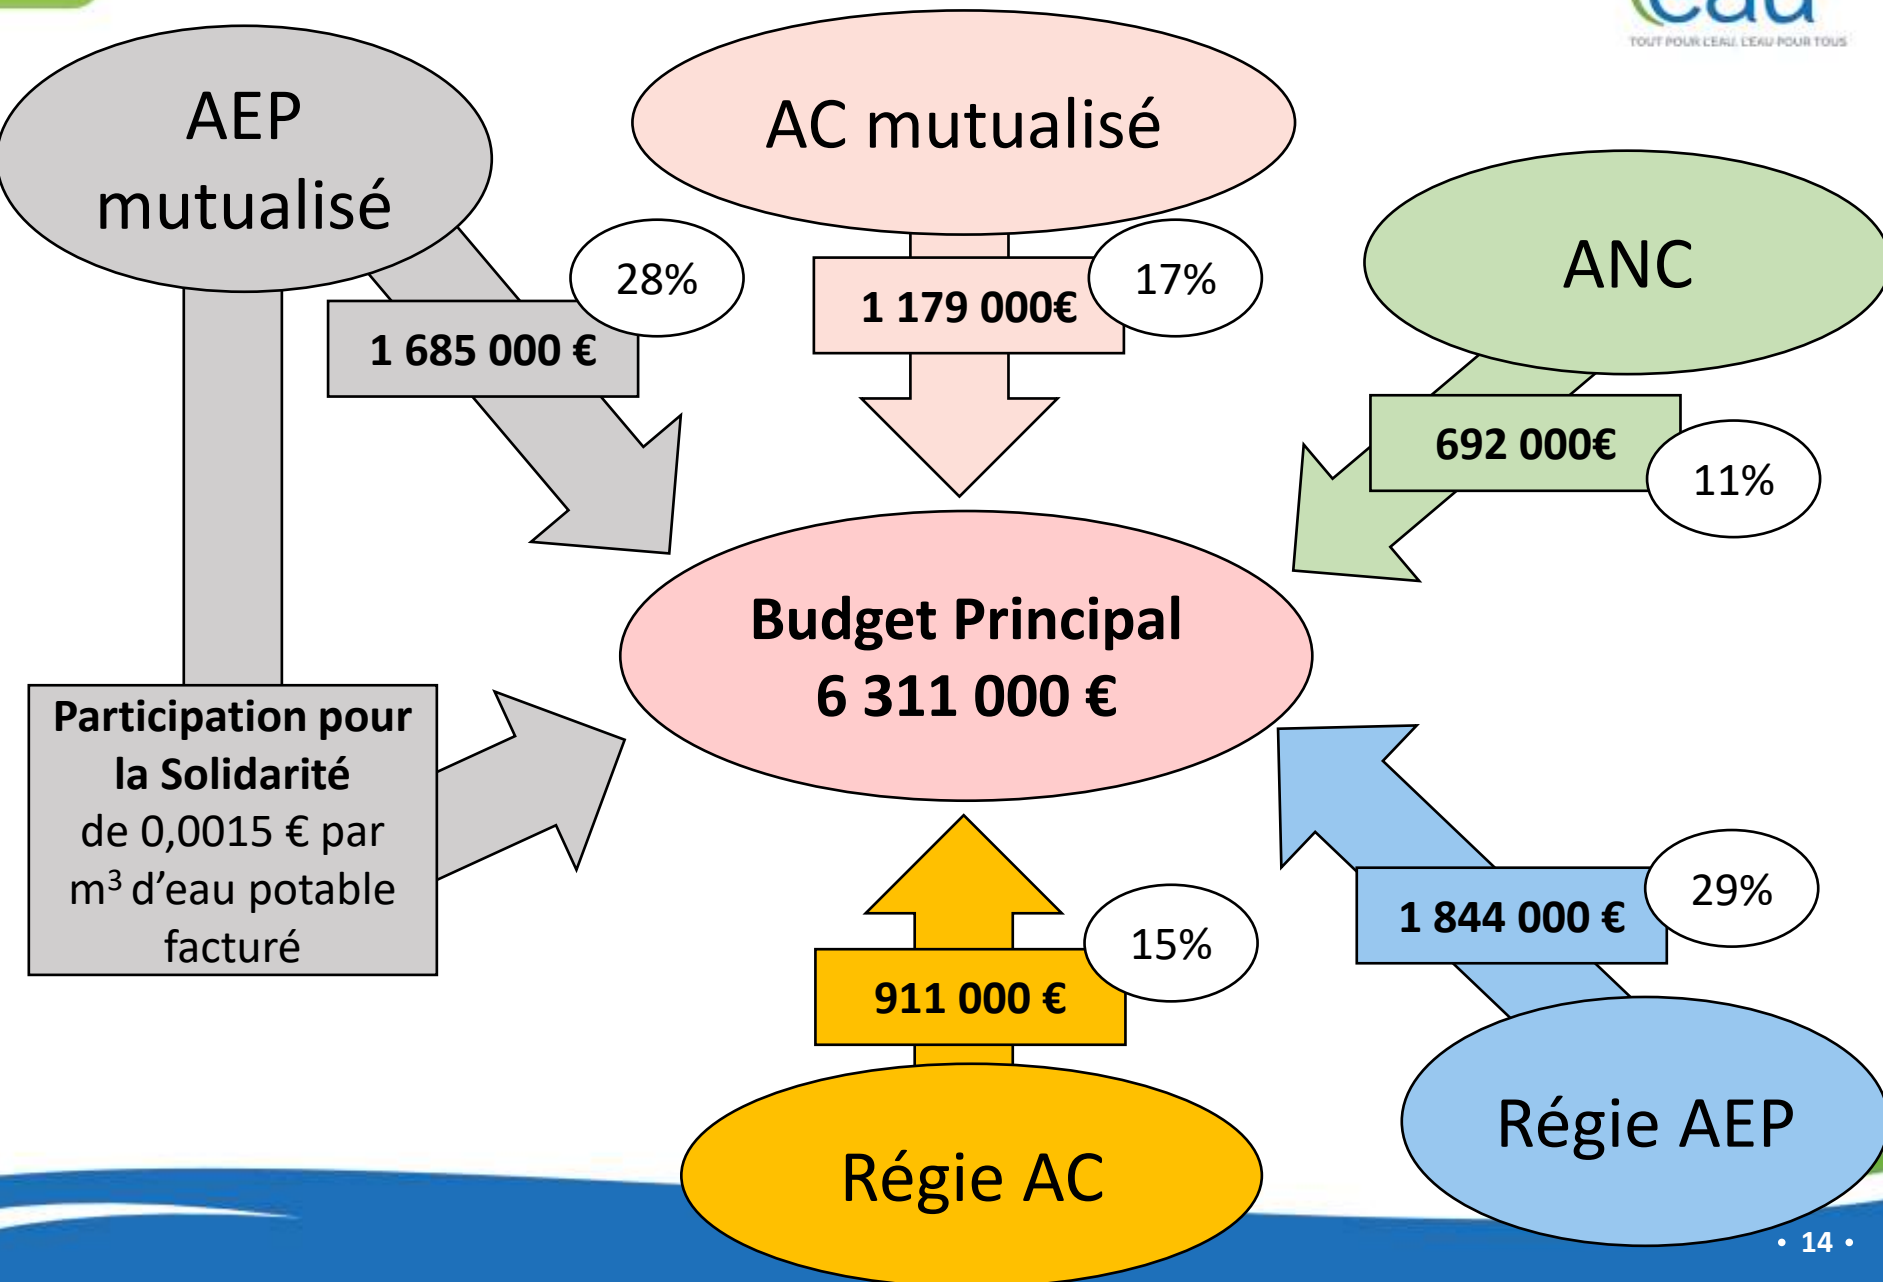 eau
TOUT POUR L'EAU, L'EAU POUR TOUS
AEP
mutualisé
AC mutualisé
ANC
28%
1 685 000 €
17%
1 179 000€
692 000€
11%
Budget Principal
6 311 000 €
Participation pour
la Solidarité
de 0,0015 € par
m³ d'eau potable
facturé
15%
911 000 €
29%
1 844 000 €
Régie AC
Régie AEP
• 14 •